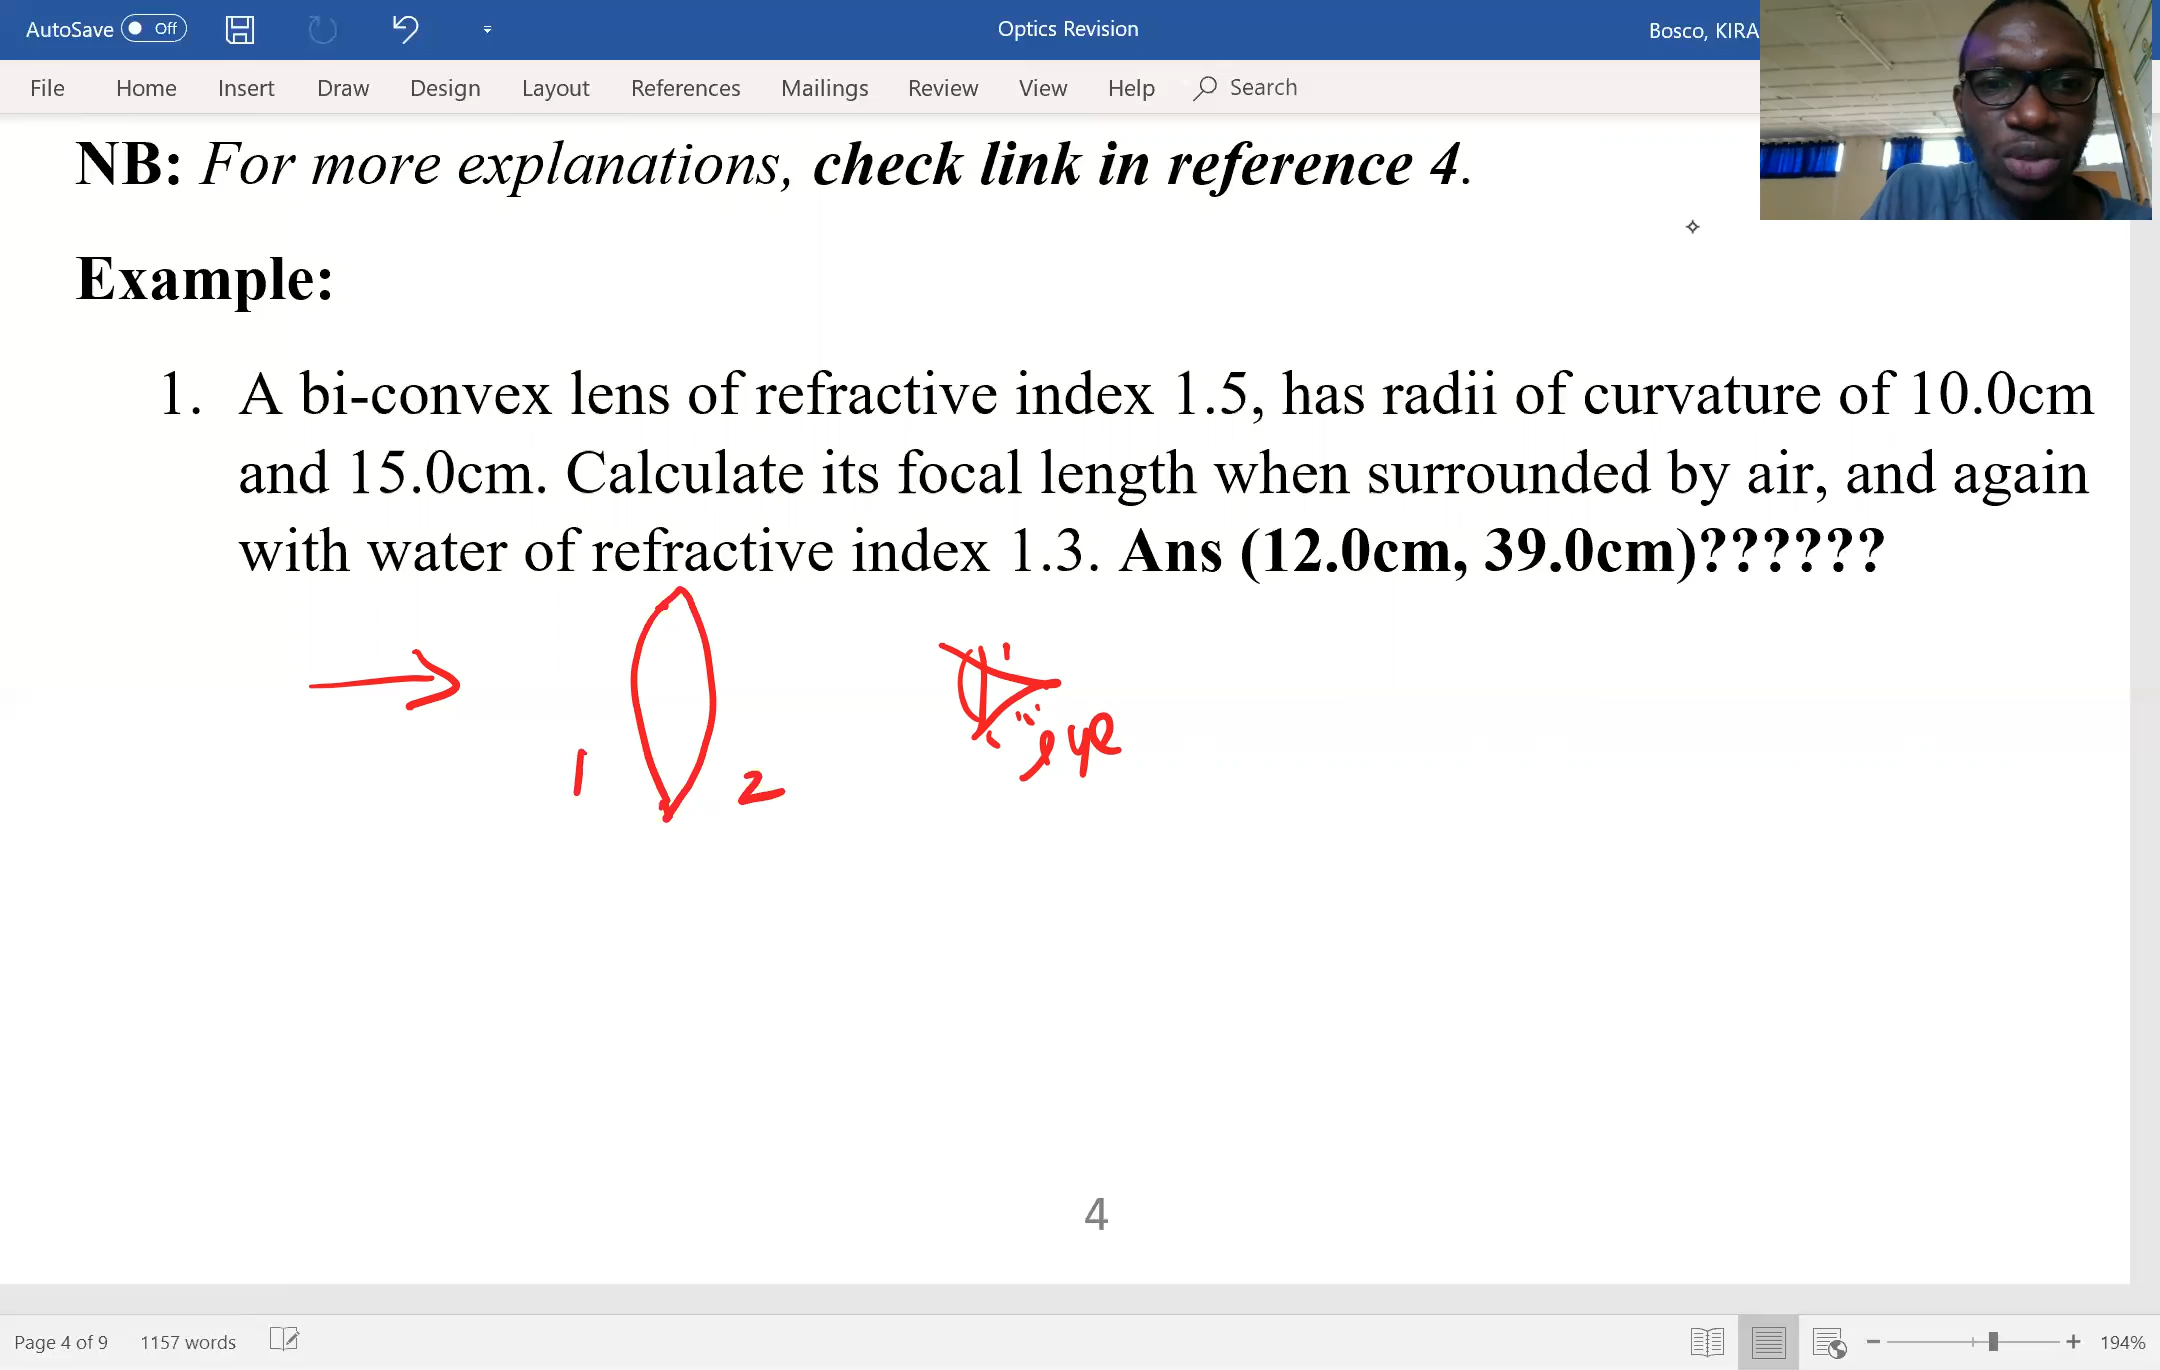 AutoSave Off Optics Revision Bosco, KIRA
File Home Insert Draw Design Layout References Mailings Review View Help Search
NB: For more explanations, check link in reference 4.
Example:
1. A bi-convex lens of refractive index 1.5, has radii of curvature of 10.0cm
and 15.0cm. Calculate its focal length when surrounded by air, and again
with water of refractive index 1.3. Ans (12.0cm, 39.0cm)??????
eye
1 2
4
Page 4 of 9 1157 words 194%